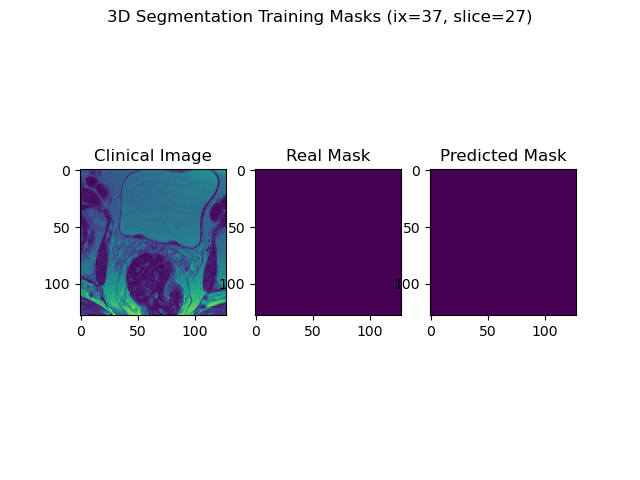 3D Segmentation Training Masks (ix=37, slice=27)
Clinical Image Real Mask Predicted Mask
0 0 0
50 50 50
100 100 100
0 50 100 0 50 100 0 50 100